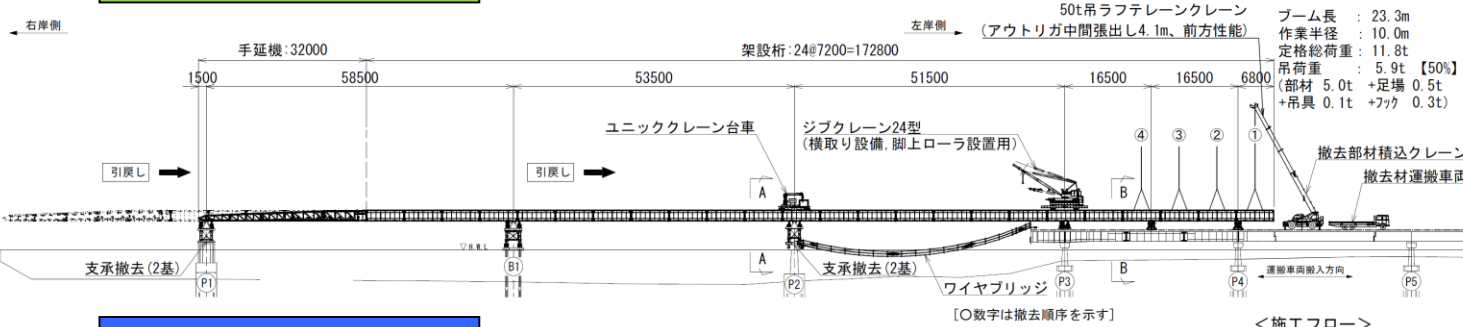 右岸側
左岸側
50t吊ラフテレーンクレーン
(アウトリガ中間張出し4.1m、前方性能)
ブーム長 : 23.3m
作業半径 : 10.0m
定格総荷重: 11.8t
吊荷重 : 5.9t 【50%】
(部材 5.0t +足場 0.5t
+吊具 0.1t +フック 0.3t)
手延機:32000
架設桁:24@7200=172800
1500
58500
53500
51500
16500
16500
6800
ユニッククレーン台車
ジブクレーン24型
(横取り設備,脚上ローラ設置用)
④
③
②
①
撤去部材積込クレーン
撤去材運搬車両
引戻し
引戻し
A
B
▽H.W.L
支承撤去(2基)
A
支承撤去(2基)
B
ワイヤブリッジ
運搬車両搬入方向
P1
B1
P2
P3
P4
P5
[○数字は撤去順序を示す]
<施工フロー>